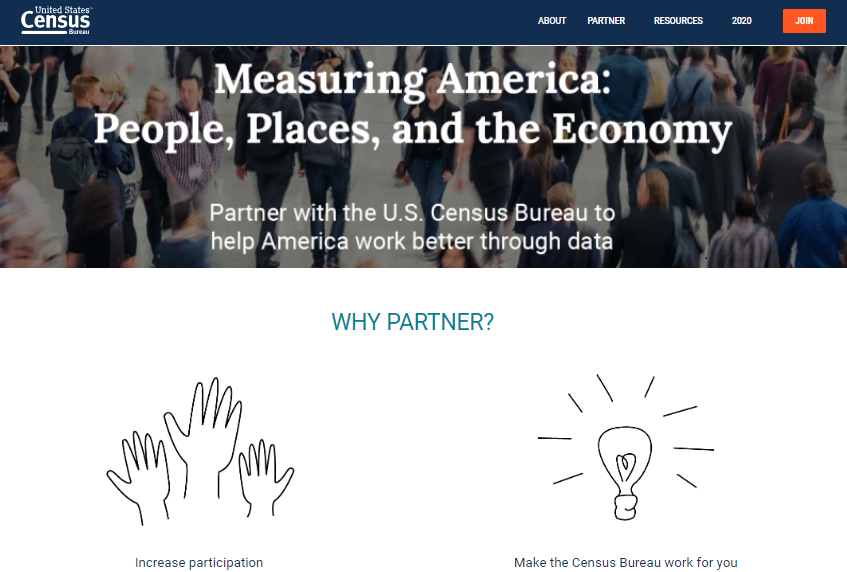 United States™
Census
Bureau
ABOUT PARTNER RESOURCES 2020 JOIN
Measuring America:
People, Places, and the Economy
Partner with the U.S. Census Bureau to
help America work better through data
WHY PARTNER?
Increase participation Make the Census Bureau work for you